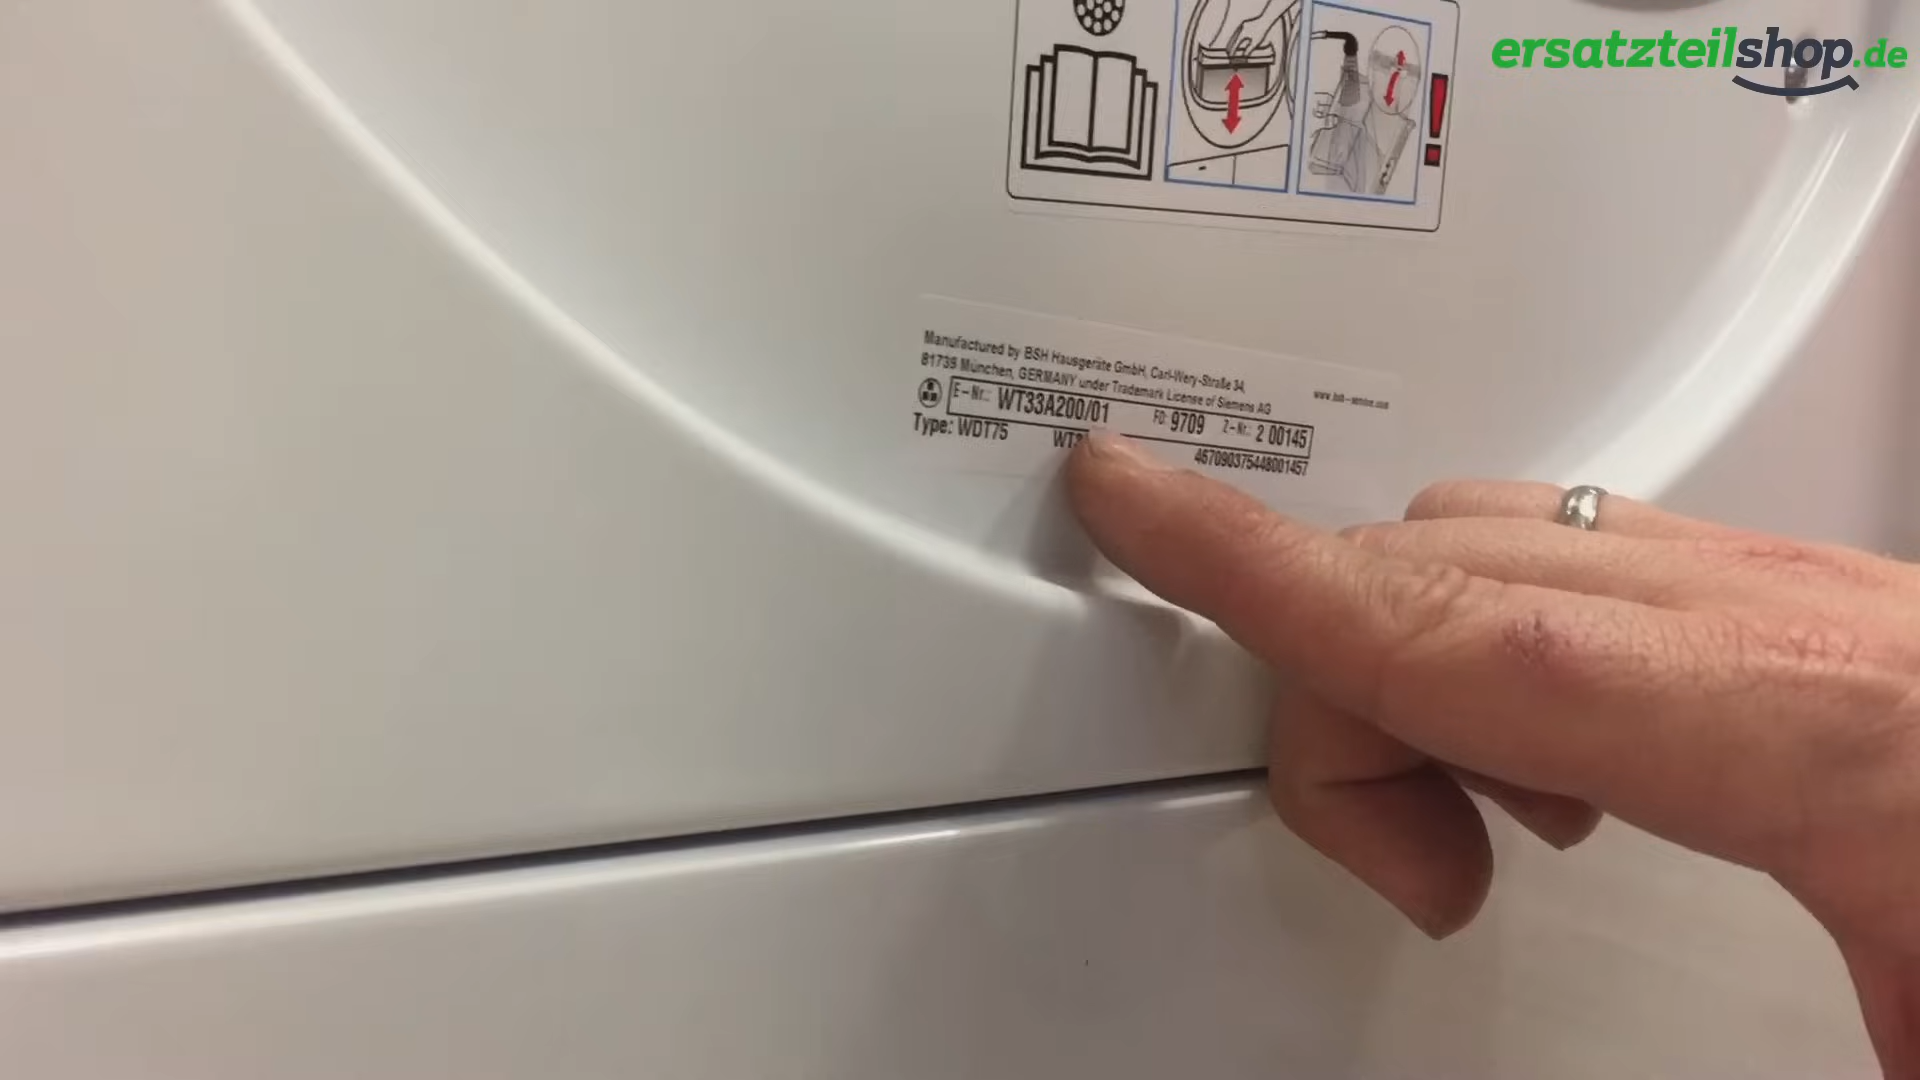 ersatzteilshop.de
Manufactured by BSH Hausgeräte GmbH, Carl-Wery-Straße 34,
81739 München, GERMANY under Trademark License of Siemens AG
E-Nr.: WT33A200/01 FD: 9709 Z-Nr.: 2 00145
Type: WDT75 467090375448001457